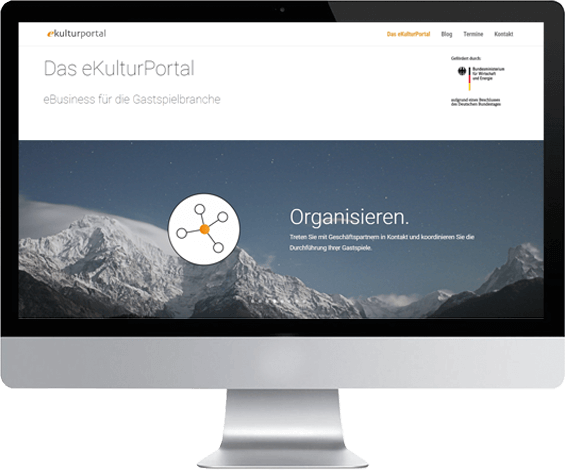 ekulturportal
Das eKulturPortal Blog Termine Kontakt
Das eKulturPortal
eBusiness für die Gastspielbranche
Gefördert durch:
Bundesministerium
für Wirtschaft
und Energie
aufgrund eines Beschlusses
des Deutschen Bundestages
Organisieren.
Treten Sie mit Geschäftspartnern in Kontakt und koordinieren Sie die
Durchführung Ihrer Gastspiele.